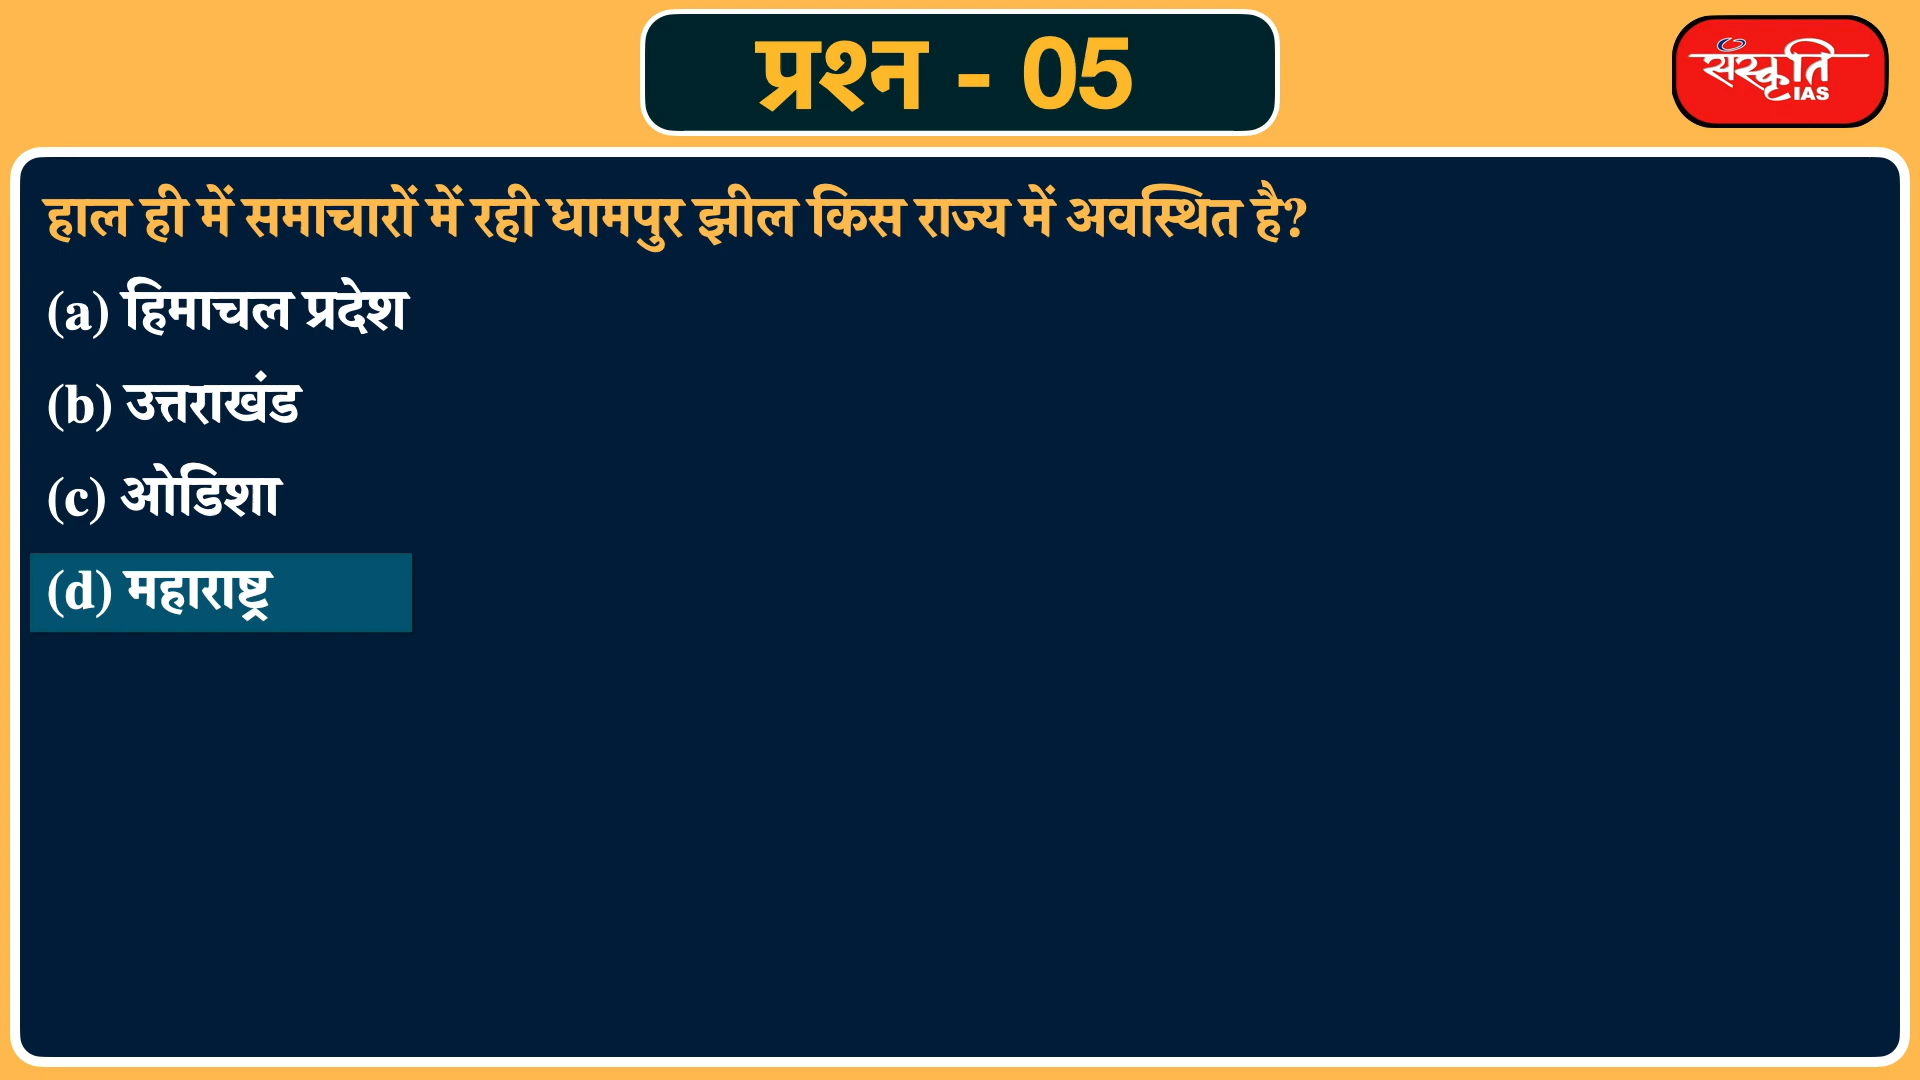 प्रश्न - 05
संस्कृति
IAS
हाल ही में समाचारों में रही धामपुर झील किस राज्य में अवस्थित है?
(a) हिमाचल प्रदेश
(b) उत्तराखंड
(c) ओडिशा
(d) महाराष्ट्र